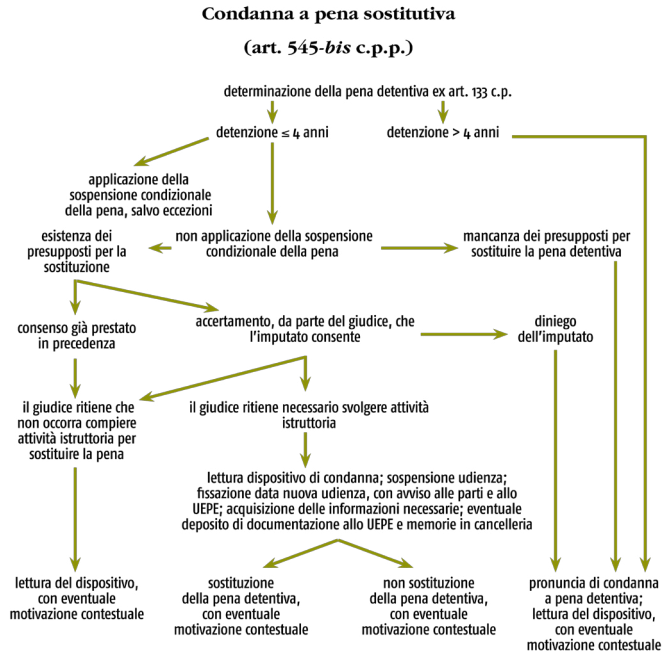 Condanna a pena sostitutiva
(art. 545-bis c.p.p.)
determinazione della pena detentiva ex art. 133 c.p.
detenzione ≤ 4 anni
detenzione > 4 anni
applicazione della
sospensione condizionale
della pena, salvo eccezioni
esistenza dei
presupposti per la
sostituzione
non applicazione della sospensione
condizionale della pena
mancanza dei presupposti per
sostituire la pena detentiva
consenso già prestato
in precedenza
accertamento, da parte del giudice, che
l'imputato consente
diniego
dell'imputato
il giudice ritiene che
non occorra compiere
attività istruttoria per
sostituire la pena
il giudice ritiene necessario svolgere attività
istruttoria
lettura dispositivo di condanna; sospensione udienza;
fissazione data nuova udienza, con avviso alle parti e allo
UEPE; acquisizione delle informazioni necessarie; eventuale
deposito di documentazione allo UEPE e memorie in cancelleria
lettura del dispositivo,
con eventuale
motivazione contestuale
sostituzione
della pena detentiva,
con eventuale
motivazione contestuale
non sostituzione
della pena detentiva,
con eventuale
motivazione contestuale
pronuncia di condanna
a pena detentiva;
lettura del dispositivo,
con eventuale
motivazione contestuale